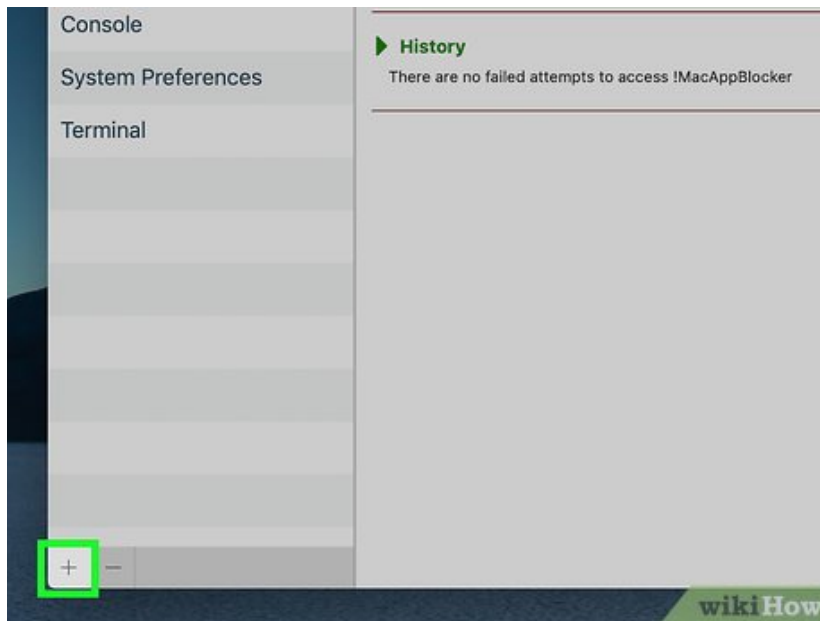 Console
System Preferences
Terminal
History
There are no failed attempts to access !MacAppBlocker
+ −
wikiHow